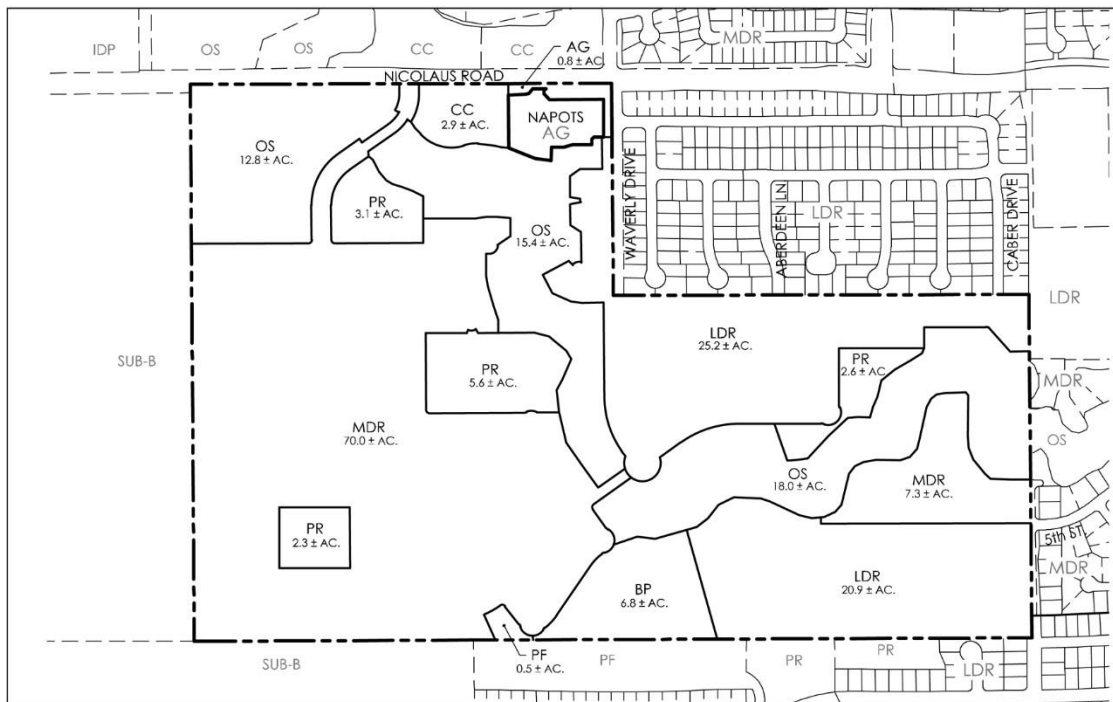 IDP
OS
OS
CC
CC
AG
0.8 ± AC.
MDR
NICOLAUS ROAD
OS
12.8 ± AC.
CC
2.9 ± AC.
NAPOTS
AG
PR
3.1 ± AC.
OS
15.4 ± AC.
WAVERLY DRIVE
ABERDEEN LN
LDR
CABER DRIVE
LDR
SUB-B
LDR
25.2 ± AC.
PR
2.6 ± AC.
PR
5.6 ± AC.
MDR
MDR
70.0 ± AC.
OS
OS
18.0 ± AC.
MDR
7.3 ± AC.
PR
2.3 ± AC.
5th ST.
MDR
BP
6.8 ± AC.
LDR
20.9 ± AC.
PF
0.5 ± AC.
SUB-B
PF
PR
PR
LDR